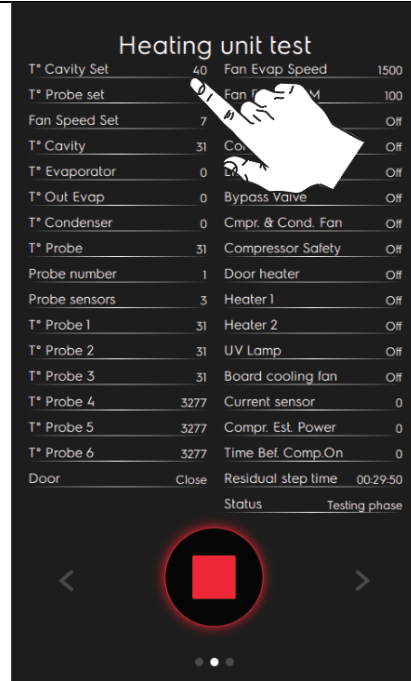 Heating unit test
T° Cavity Set 40 Fan Evap Speed 1500
T° Probe set Fan 100
Fan Speed Set 7 Off
T° Cavity 31 Off
T° Evaporator 0 Off
T° Out Evap 0 Bypass Valve Off
T° Condenser 0 Cmpr. & Cond. Fan Off
T° Probe 31 Compressor Safety Off
Probe number 1 Door heater Off
Probe sensors 3 Heater 1 Off
T° Probe 1 31 Heater 2 Off
T° Probe 2 31 UV Lamp Off
T° Probe 3 31 Board cooling fan Off
T° Probe 4 3277 Current sensor 0
T° Probe 5 3277 Compr. Est. Power 0
T° Probe 6 3277 Time Bef. Comp.On 0
Door Close Residual step time 00:29:50
Status Testing phase